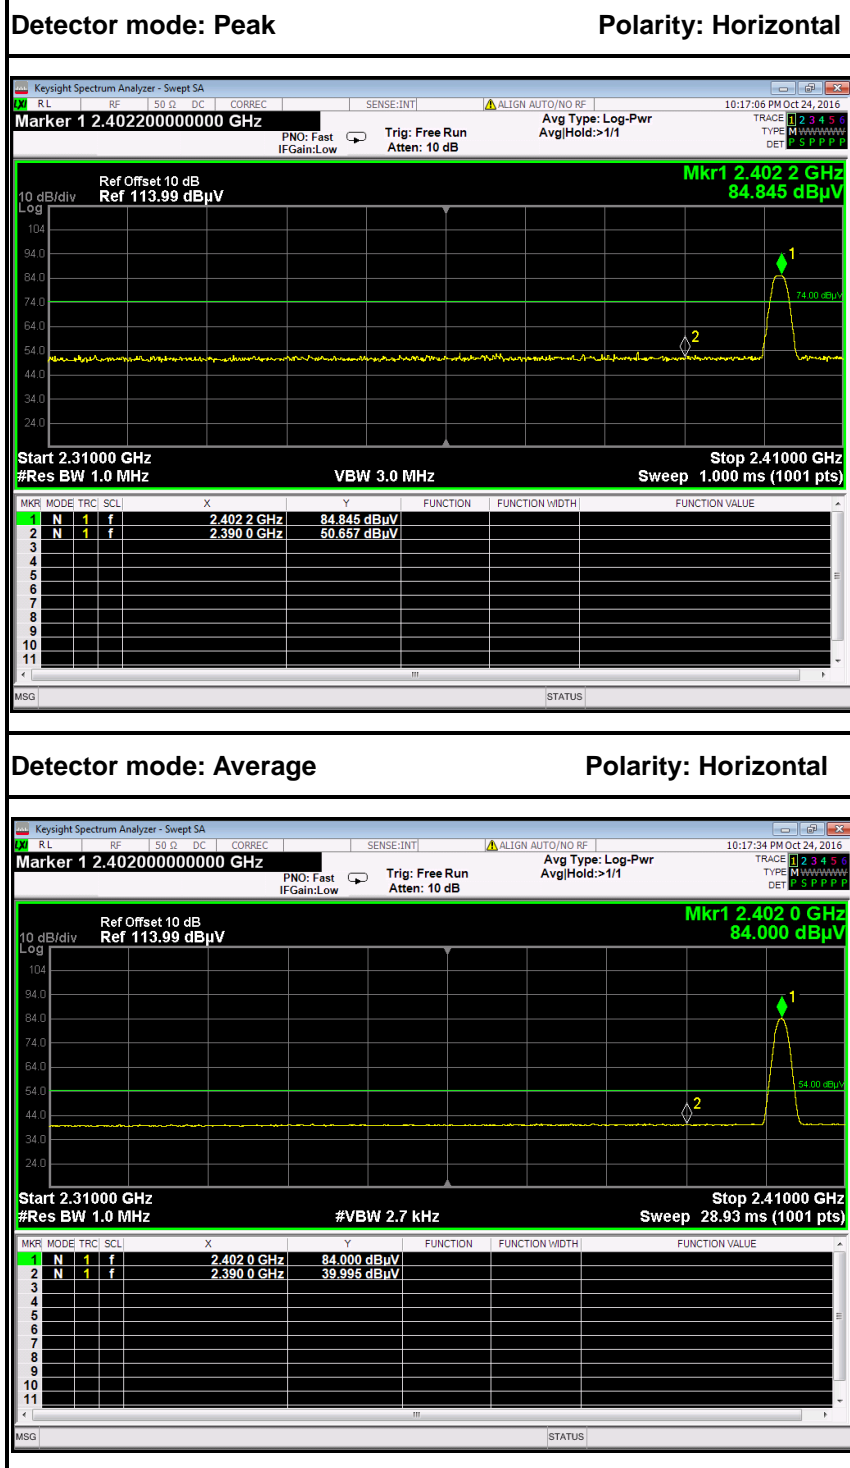 Detector mode: Peak Polarity: Horizontal
Keysight Spectrum Analyzer - Swept SA
LXI RL RF 50 Ω DC CORREC SENSE:INT ALIGN AUTO/NO RF 10:17:06 PM Oct 24, 2016
Marker 1 2.402200000000 GHz
PNO: Fast
IFGain:Low
Trig: Free Run
Atten: 10 dB
Avg Type: Log-Pwr
Avg|Hold:>1/1
TRACE 1 2 3 4 5 6
TYPE M WWWWW
DET P S P P P P
Mkr1 2.402 2 GHz
84.845 dBµV
Ref Offset 10 dB
10 dB/div Ref 113.99 dBµV
Log
104
94.0
1
84.0
74.0
74.00 dBµV
64.0
2
54.0
44.0
34.0
24.0
Start 2.31000 GHz Stop 2.41000 GHz
#Res BW 1.0 MHz VBW 3.0 MHz Sweep 1.000 ms (1001 pts)
MKR MODE TRC SCL X Y FUNCTION FUNCTION WIDTH FUNCTION VALUE
1 N 1 f 2.402 2 GHz 84.845 dBµV
2 N 1 f 2.390 0 GHz 50.657 dBµV
3
4
5
6
7
8
9
10
11
MSG STATUS
Detector mode: Average Polarity: Horizontal
Keysight Spectrum Analyzer - Swept SA
LXI RL RF 50 Ω DC CORREC SENSE:INT ALIGN AUTO/NO RF 10:17:34 PM Oct 24, 2016
Marker 1 2.402000000000 GHz
PNO: Fast
IFGain:Low
Trig: Free Run
Atten: 10 dB
Avg Type: Log-Pwr
Avg|Hold:>1/1
TRACE 1 2 3 4 5 6
TYPE M WWWWW
DET P S P P P P
Mkr1 2.402 0 GHz
84.000 dBµV
Ref Offset 10 dB
10 dB/div Ref 113.99 dBµV
Log
104
94.0
1
84.0
74.0
64.0
54.0
54.00 dBµV
2
44.0
34.0
24.0
Start 2.31000 GHz Stop 2.41000 GHz
#Res BW 1.0 MHz #VBW 2.7 kHz Sweep 28.93 ms (1001 pts)
MKR MODE TRC SCL X Y FUNCTION FUNCTION WIDTH FUNCTION VALUE
1 N 1 f 2.402 0 GHz 84.000 dBµV
2 N 1 f 2.390 0 GHz 39.995 dBµV
3
4
5
6
7
8
9
10
11
MSG STATUS